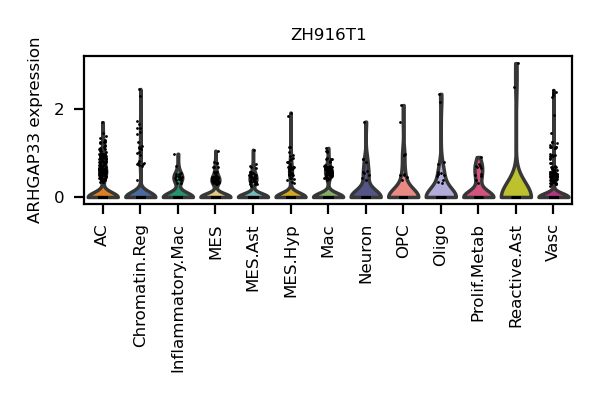 ZH916T1
ARHGAP33 expression
2
0
AC
Chromatin.Reg
Inflammatory.Mac
MES
MES.Ast
MES.Hyp
Mac
Neuron
OPC
Oligo
Prolif.Metab
Reactive.Ast
Vasc